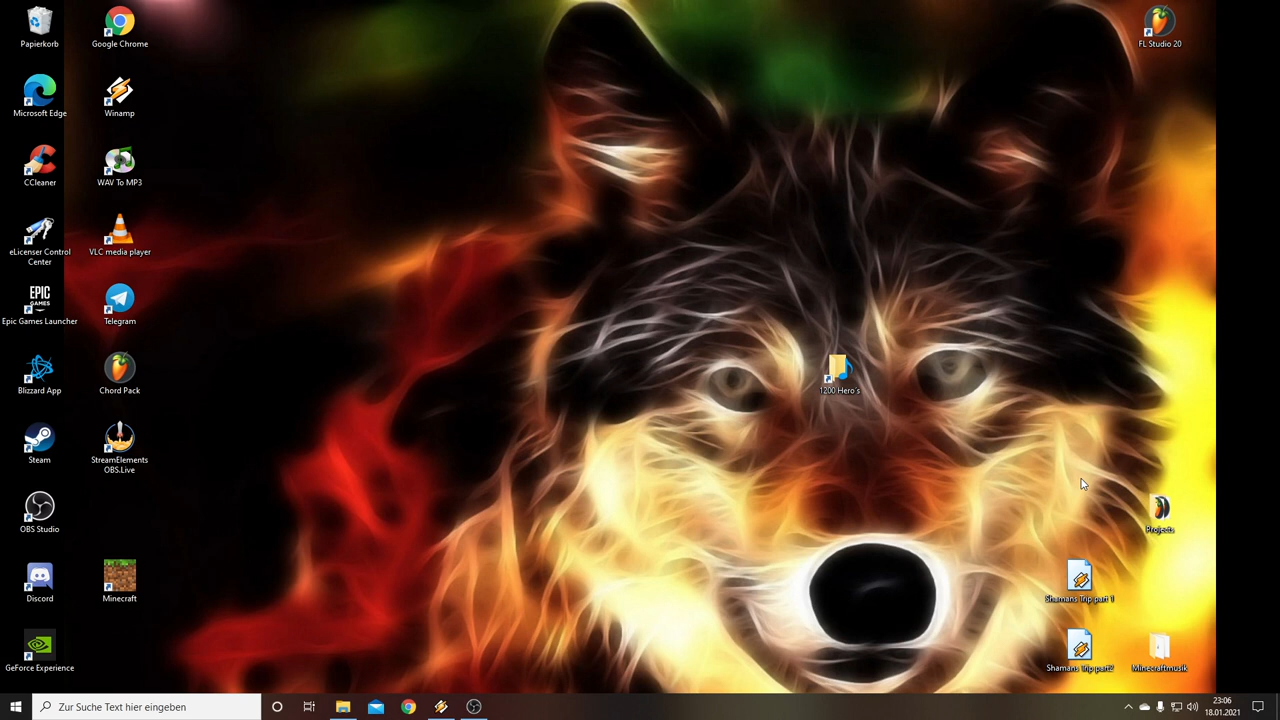 Papierkorb
Google Chrome
FL Studio 20
Microsoft Edge
Winamp
CCleaner
WAV To MP3
eLicenser Control
Center
VLC media player
EPIC
GAMES
Epic Games Launcher
Telegram
Blizzard App
Chord Pack
1200 Hero's
Steam
StreamElements
OBS.Live
OBS Studio
Projects
Discord
Minecraft
Shamans Trip part 1
GeForce Experience
Shamans Trip part2
Minecraftmusik
Zur Suche Text hier eingeben
23:06
18.01.2021